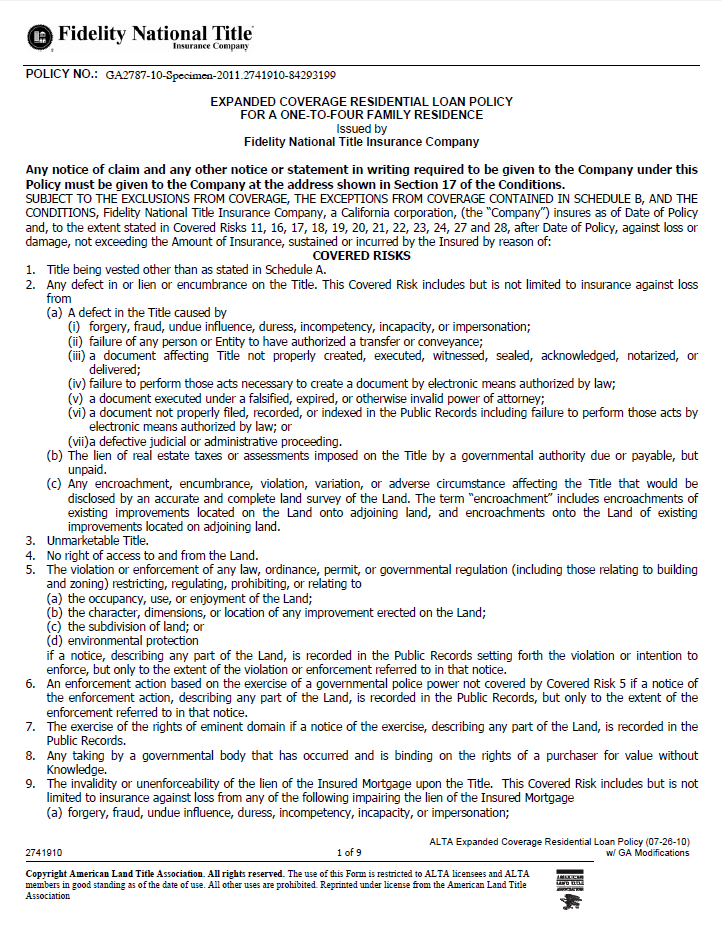 Fidelity National Title
Insurance Company
POLICY NO.: GA2787-10-Specimen-2011.2741910-84293199
EXPANDED COVERAGE RESIDENTIAL LOAN POLICY
FOR A ONE-TO-FOUR FAMILY RESIDENCE
Issued by
Fidelity National Title Insurance Company
Any notice of claim and any other notice or statement in writing required to be given to the Company under this
Policy must be given to the Company at the address shown in Section 17 of the Conditions.
SUBJECT TO THE EXCLUSIONS FROM COVERAGE, THE EXCEPTIONS FROM COVERAGE CONTAINED IN SCHEDULE B, AND THE
CONDITIONS, Fidelity National Title Insurance Company, a California corporation, (the “Company”) insures as of Date of Policy
and, to the extent stated in Covered Risks 11, 16, 17, 18, 19, 20, 21, 22, 23, 24, 27 and 28, after Date of Policy, against loss or
damage, not exceeding the Amount of Insurance, sustained or incurred by the Insured by reason of:
COVERED RISKS
1. Title being vested other than as stated in Schedule A.
2. Any defect in or lien or encumbrance on the Title. This Covered Risk includes but is not limited to insurance against loss
from
(a) A defect in the Title caused by
(i) forgery, fraud, undue influence, duress, incompetency, incapacity, or impersonation;
(ii) failure of any person or Entity to have authorized a transfer or conveyance;
(iii) a document affecting Title not properly created, executed, witnessed, sealed, acknowledged, notarized, or
delivered;
(iv) failure to perform those acts necessary to create a document by electronic means authorized by law;
(v) a document executed under a falsified, expired, or otherwise invalid power of attorney;
(vi) a document not properly filed, recorded, or indexed in the Public Records including failure to perform those acts by
electronic means authorized by law; or
(vii)a defective judicial or administrative proceeding.
(b) The lien of real estate taxes or assessments imposed on the Title by a governmental authority due or payable, but
unpaid.
(c) Any encroachment, encumbrance, violation, variation, or adverse circumstance affecting the Title that would be
disclosed by an accurate and complete land survey of the Land. The term “encroachment” includes encroachments of
existing improvements located on the Land onto adjoining land, and encroachments onto the Land of existing
improvements located on adjoining land.
3. Unmarketable Title.
4. No right of access to and from the Land.
5. The violation or enforcement of any law, ordinance, permit, or governmental regulation (including those relating to building
and zoning) restricting, regulating, prohibiting, or relating to
(a) the occupancy, use, or enjoyment of the Land;
(b) the character, dimensions, or location of any improvement erected on the Land;
(c) the subdivision of land; or
(d) environmental protection
if a notice, describing any part of the Land, is recorded in the Public Records setting forth the violation or intention to
enforce, but only to the extent of the violation or enforcement referred to in that notice.
6. An enforcement action based on the exercise of a governmental police power not covered by Covered Risk 5 if a notice of
the enforcement action, describing any part of the Land, is recorded in the Public Records, but only to the extent of the
enforcement referred to in that notice.
7. The exercise of the rights of eminent domain if a notice of the exercise, describing any part of the Land, is recorded in the
Public Records.
8. Any taking by a governmental body that has occurred and is binding on the rights of a purchaser for value without
Knowledge.
9. The invalidity or unenforceability of the lien of the Insured Mortgage upon the Title. This Covered Risk includes but is not
limited to insurance against loss from any of the following impairing the lien of the Insured Mortgage
(a) forgery, fraud, undue influence, duress, incompetency, incapacity, or impersonation;
ALTA Expanded Coverage Residential Loan Policy (07-26-10)
2741910 1 of 9 w/ GA Modifications
Copyright American Land Title Association. All rights reserved. The use of this Form is restricted to ALTA licensees and ALTA
members in good standing as of the date of use. All other uses are prohibited. Reprinted under license from the American Land Title
Association
AMERICAN
LAND TITLE
ASSOCIATION